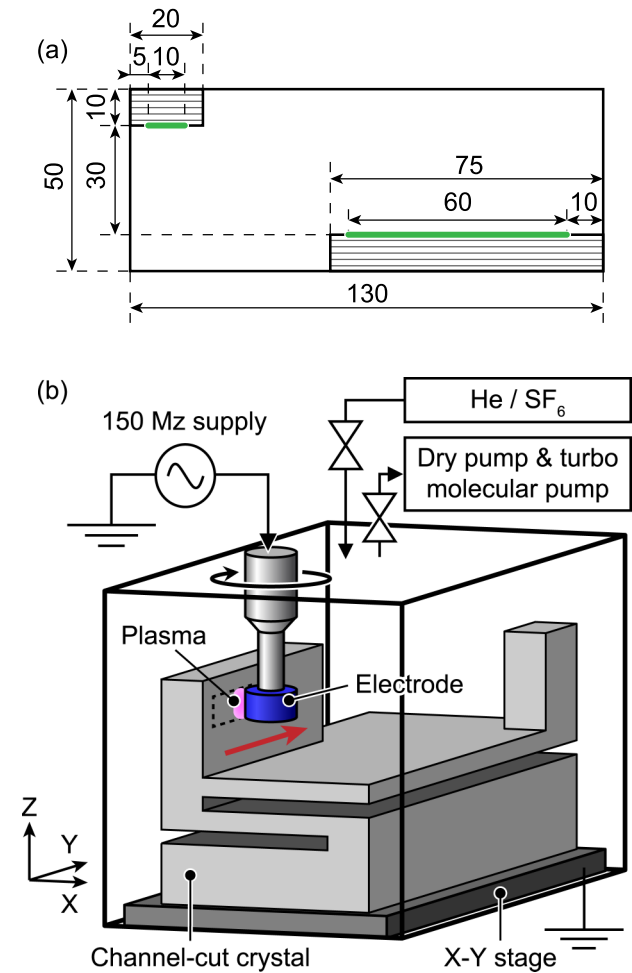 (a)
20
5 10
10
50
30
75
60
10
130
(b)
He / SF₆
150 Mz supply
Dry pump & turbo
molecular pump
Plasma
Electrode
Z
Y
X
Channel-cut crystal
X-Y stage